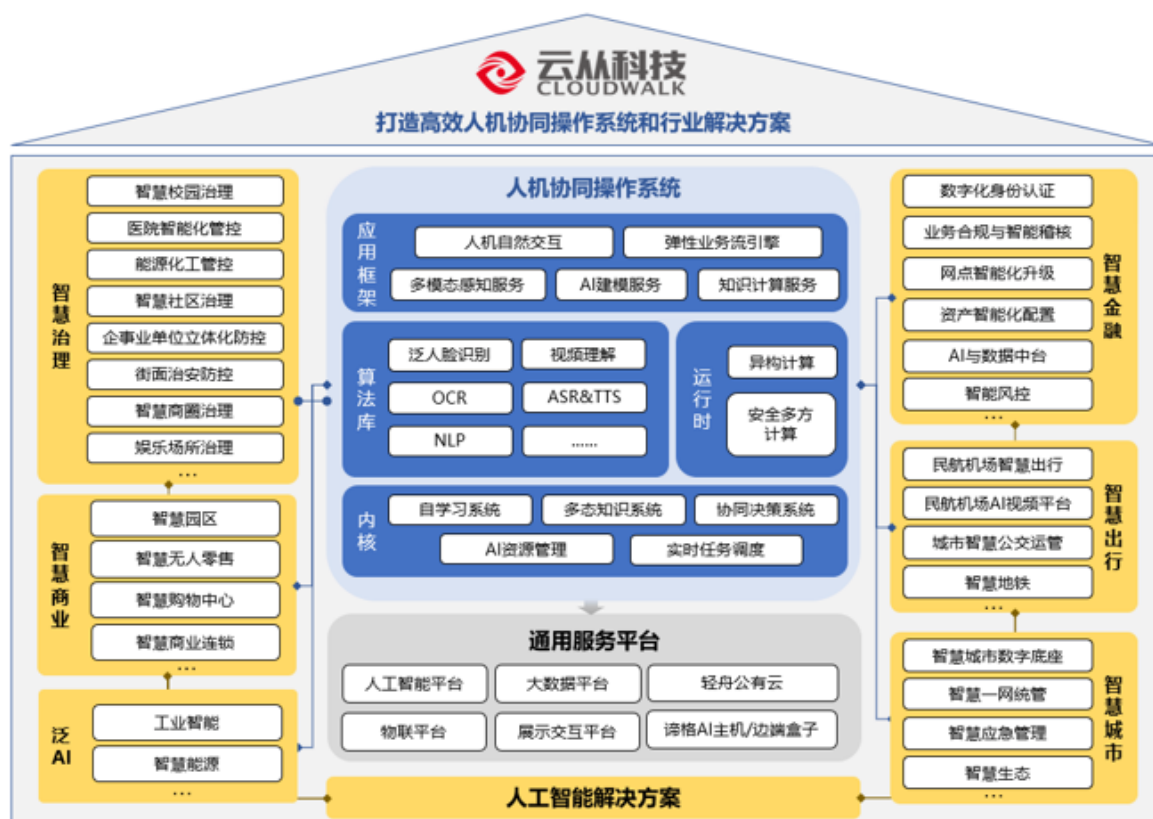 云从科技
CLOUDWALK
打造高效人机协同操作系统和行业解决方案
智慧治理
智慧校园治理
医院智能化管控
能源化工管控
智慧社区治理
企事业单位立体化防控
街面治安防控
智慧商圈治理
娱乐场所治理
...
智慧商业
智慧园区
智慧无人零售
智慧购物中心
智慧商业连锁
...
泛AI
工业智能
智慧能源
...
人机协同操作系统
应用框架
人机自然交互
弹性业务流引擎
多模态感知服务
AI建模服务
知识计算服务
算法库
泛人脸识别
视频理解
OCR
ASR&TTS
NLP
......
运行时
异构计算
安全多方
计算
内核
自学习系统
多态知识系统
协同决策系统
AI资源管理
实时任务调度
通用服务平台
人工智能平台
大数据平台
轻舟公有云
物联平台
展示交互平台
谛格AI主机/边端盒子
人工智能解决方案
智慧金融
数字化身份认证
业务合规与智能稽核
网点智能化升级
资产智能化配置
AI与数据中台
智能风控
...
智慧出行
民航机场智慧出行
民航机场AI视频平台
城市智慧公交运管
智慧地铁
...
智慧城市
智慧城市数字底座
智慧一网统管
智慧应急管理
智慧生态
...